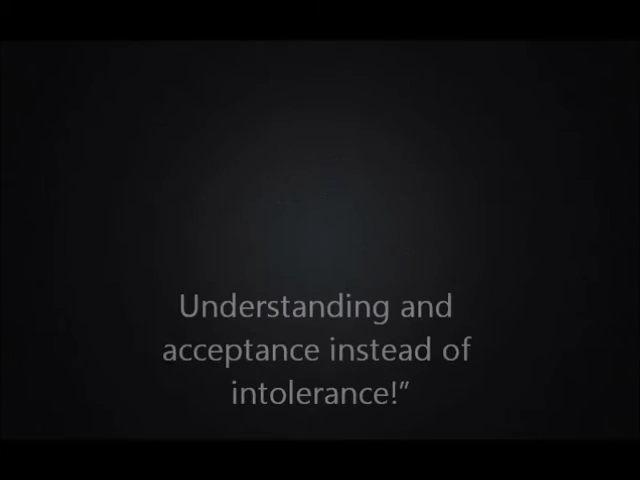 Understanding and
acceptance instead of
intolerance!”